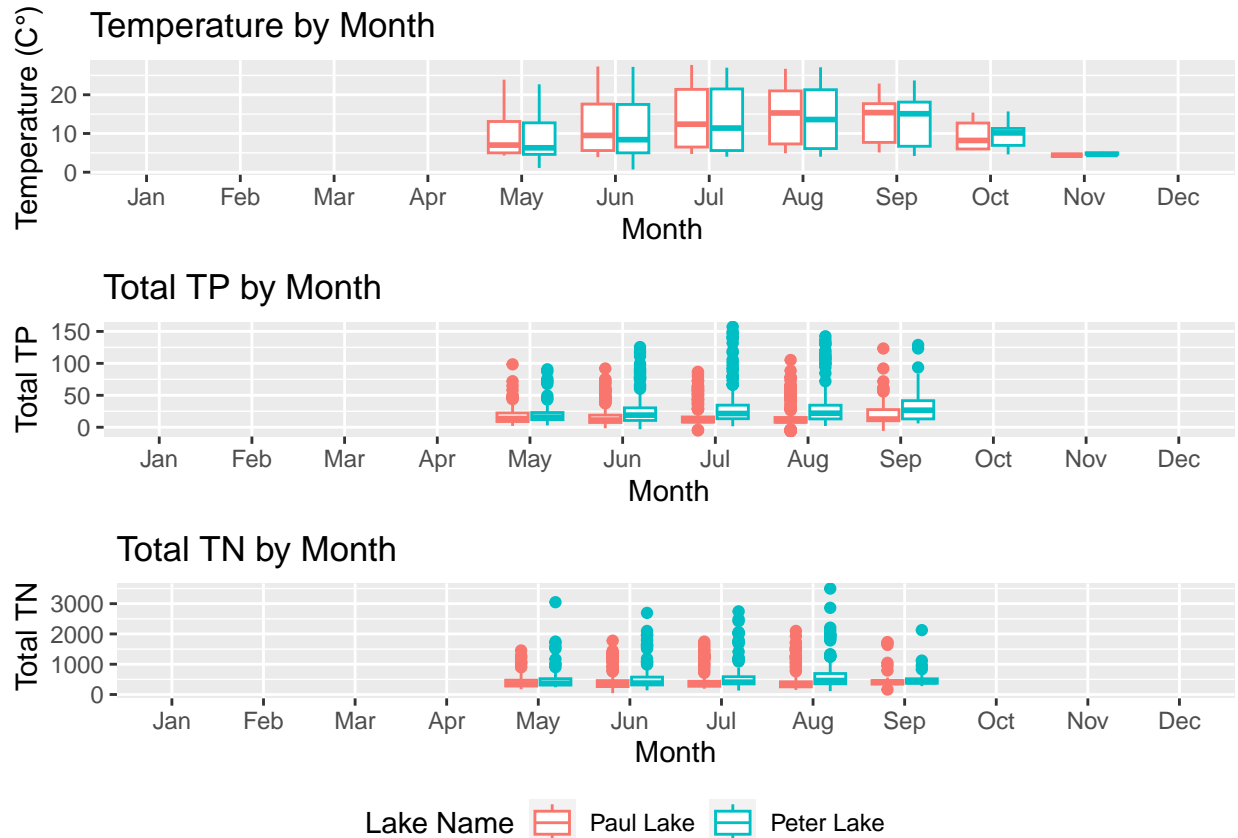 Temperature by Month
Temperature (C°)
20
10
0
Jan Feb Mar Apr May Jun Jul Aug Sep Oct Nov Dec
Month
Total TP by Month
Total TP
150
100
50
0
Jan Feb Mar Apr May Jun Jul Aug Sep Oct Nov Dec
Month
Total TN by Month
Total TN
3000
2000
1000
0
Jan Feb Mar Apr May Jun Jul Aug Sep Oct Nov Dec
Month
Lake Name Paul Lake Peter Lake